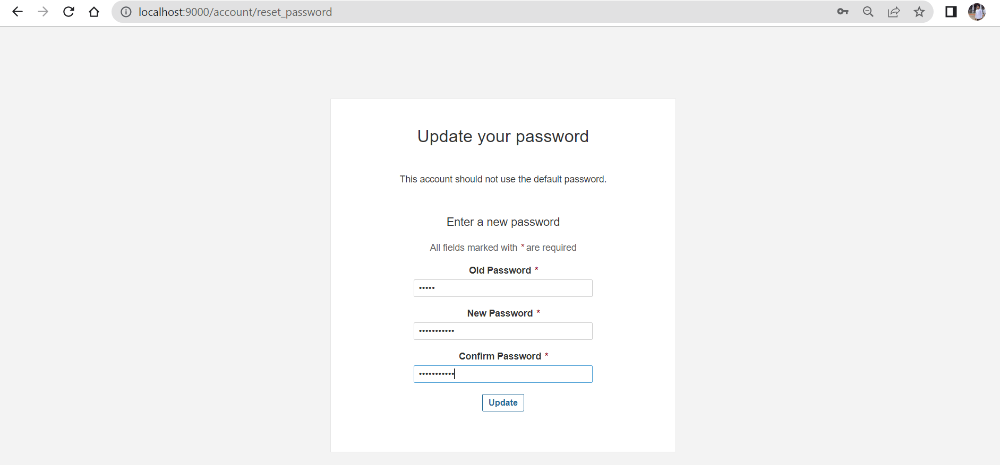 localhost:9000/account/reset_password
Update your password
This account should not use the default password.
Enter a new password
All fields marked with * are required
Old Password *
•••••
New Password *
•••••••••••
Confirm Password *
•••••••••••
Update